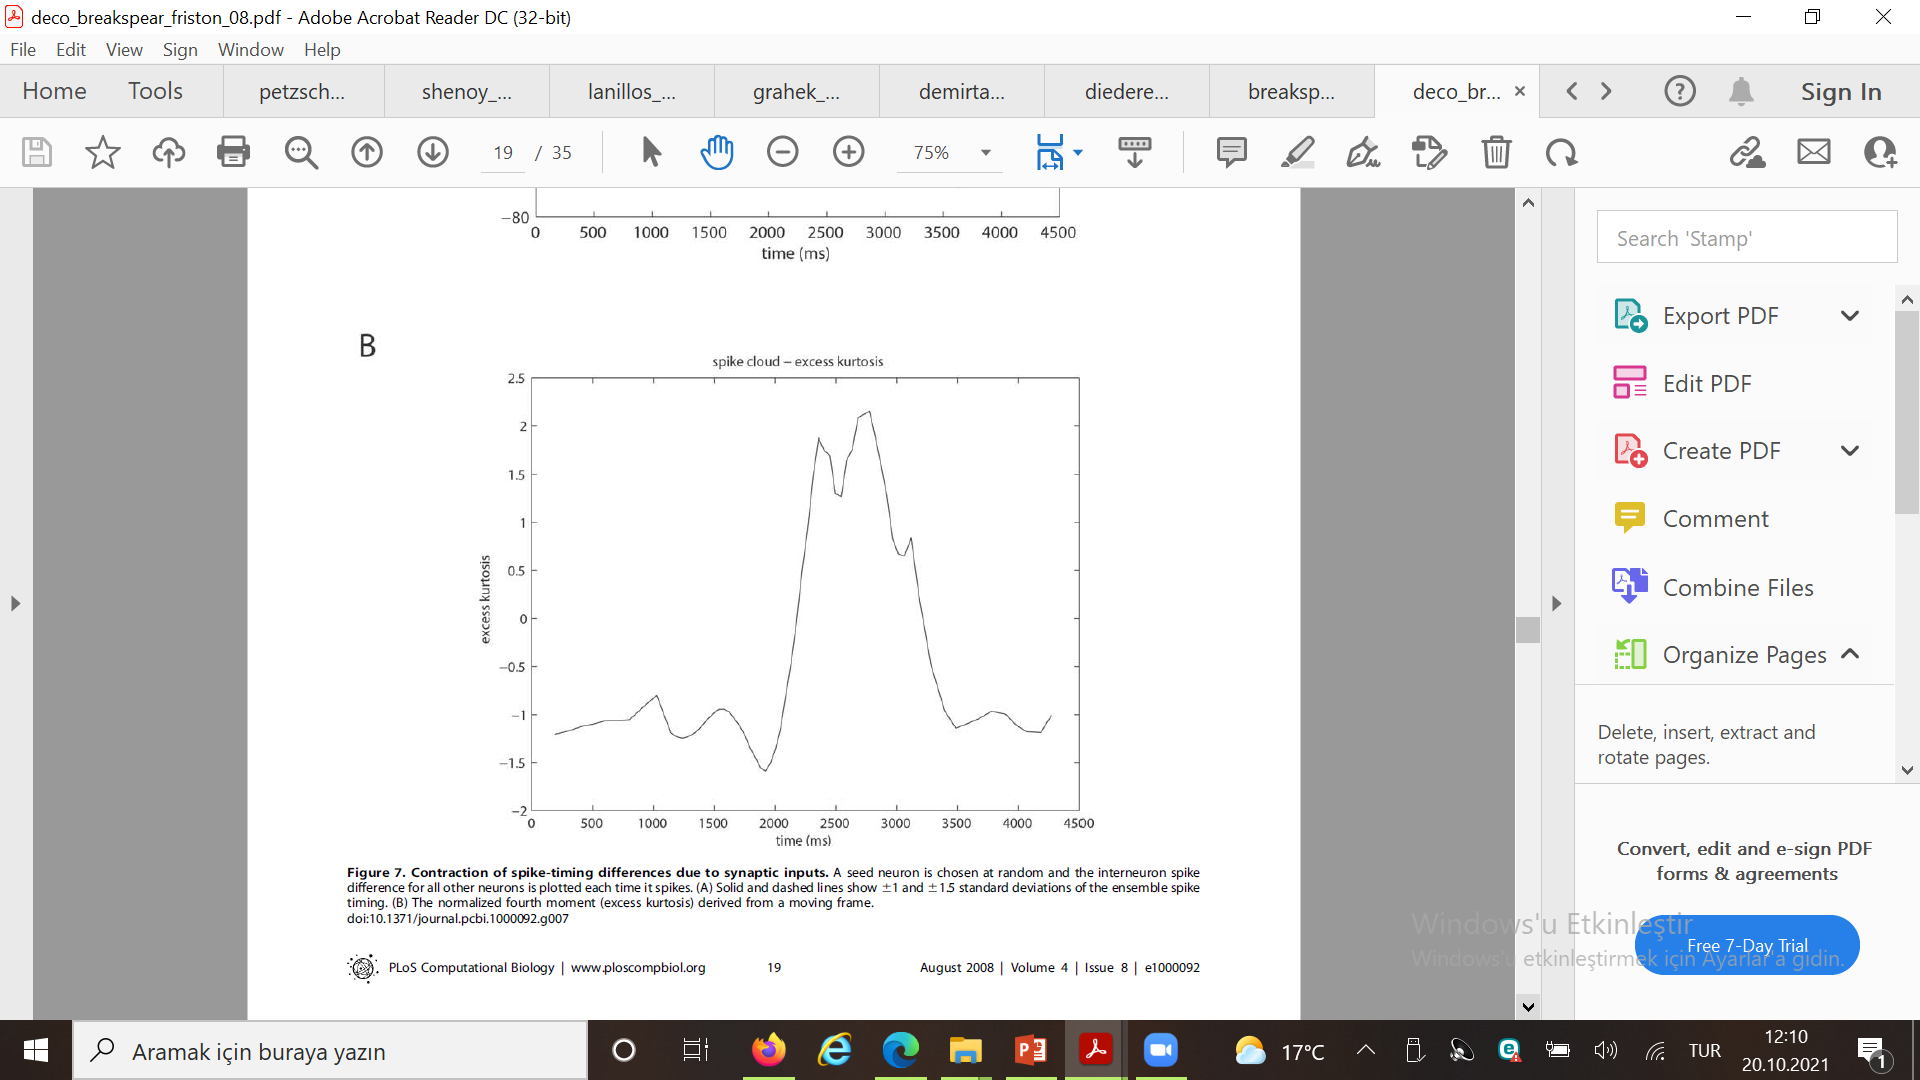 deco_breakspear_friston_08.pdf - Adobe Acrobat Reader DC (32-bit)
File Edit View Sign Window Help
Home Tools petzsch... shenoy_... lanillos_... grahek_... demirta... diedere... breaksp... deco_br... × Sign In
19 / 35 75%
−80
0 500 1000 1500 2000 2500 3000 3500 4000 4500
time (ms)
B
spike cloud – excess kurtosis
2.5
2
1.5
1
0.5
0
−0.5
−1
−1.5
−2
excess kurtosis
0 500 1000 1500 2000 2500 3000 3500 4000 4500
time (ms)
Figure 7. Contraction of spike-timing differences due to synaptic inputs. A seed neuron is chosen at random and the interneuron spike
difference for all other neurons is plotted each time it spikes. (A) Solid and dashed lines show ±1 and ±1.5 standard deviations of the ensemble spike
timing. (B) The normalized fourth moment (excess kurtosis) derived from a moving frame.
doi:10.1371/journal.pcbi.1000092.g007
PLoS Computational Biology | www.ploscompbiol.org 19 August 2008 | Volume 4 | Issue 8 | e1000092
Search 'Stamp'
Export PDF
Edit PDF
Create PDF
Comment
Combine Files
Organize Pages
Delete, insert, extract and
rotate pages.
Convert, edit and e-sign PDF
forms & agreements
Free 7-Day Trial
Windows'u Etkinleştir
Windows'u etkinleştirmek için Ayarlar'a gidin.
Aramak için buraya yazın
17°C
TUR
12:10
20.10.2021
1